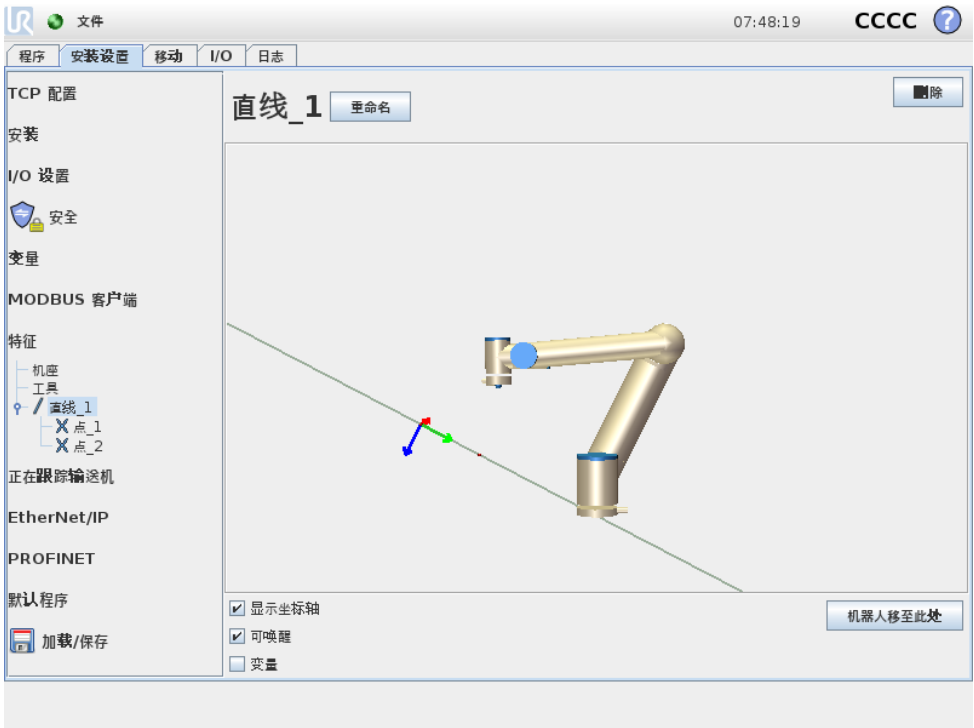 UR 文件 07:48:19 CCCC ?
程序 安装设置 移动 I/O 日志
TCP 配置
安装
I/O 设置
安全
变量
MODBUS 客户端
特征
机座
工具
直线_1
点_1
点_2
正在跟踪输送机
EtherNet/IP
PROFINET
默认程序
加载/保存
直线_1 重命名 删除
显示坐标轴
可唤醒
变量
机器人移至此处